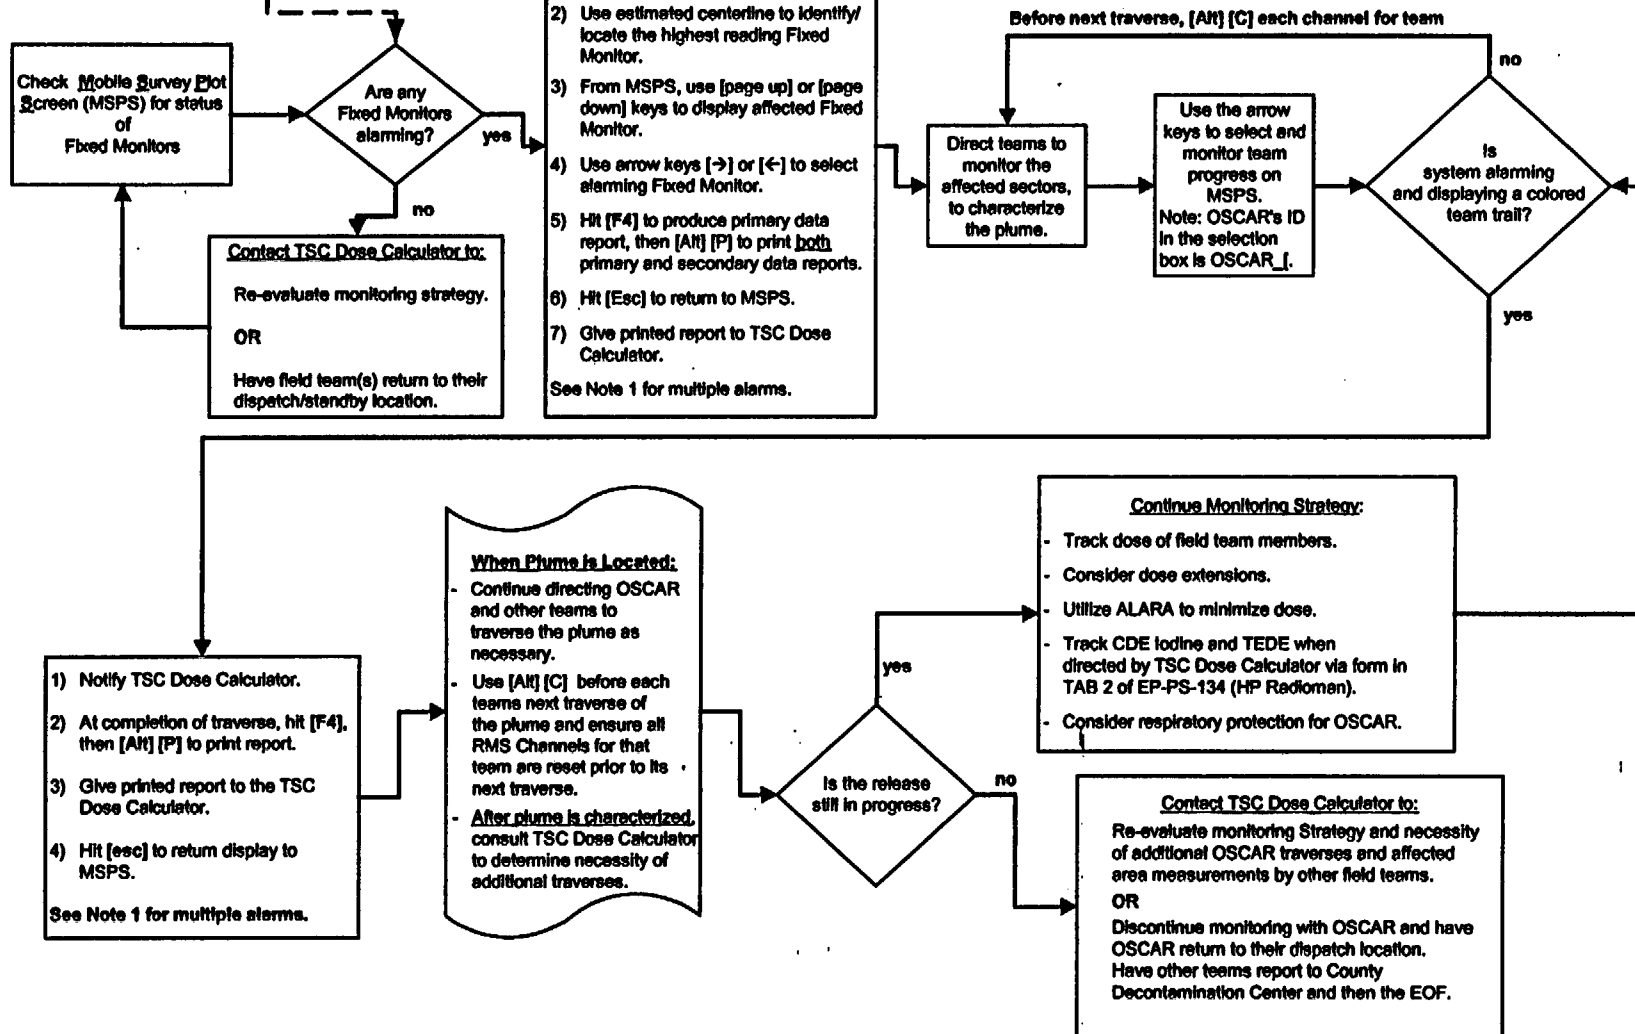 Check Mobile Survey Plot
Screen (MSPS) for status
of
Fixed Monitors
Are any
Fixed Monitors
alarming?
yes
no
Contact TSC Dose Calculator to:
Re-evaluate monitoring strategy.
OR
Have field team(s) return to their
dispatch/standby location.
2) Use estimated centerline to identify/
locate the highest reading Fixed
Monitor.
3) From MSPS, use [page up] or [page
down] keys to display affected Fixed
Monitor.
4) Use arrow keys [→] or [←] to select
alarming Fixed Monitor.
5) Hit [F4] to produce primary data
report, then [Alt] [P] to print both
primary and secondary data reports.
6) Hit [Esc] to return to MSPS.
7) Give printed report to TSC Dose
Calculator.
See Note 1 for multiple alarms.
Before next traverse, [Alt] [C] each channel for team
Direct teams to
monitor the
affected sectors,
to characterize
the plume.
Use the arrow
keys to select and
monitor team
progress on
MSPS.
Note: OSCAR's ID
in the selection
box is OSCAR_[.
Is
system alarming
and displaying a colored
team trail?
no
yes
1) Notify TSC Dose Calculator.
2) At completion of traverse, hit [F4],
then [Alt] [P] to print report.
3) Give printed report to the TSC
Dose Calculator.
4) Hit [esc] to return display to
MSPS.
See Note 1 for multiple alarms.
When Plume is Located:
- Continue directing OSCAR
and other teams to
traverse the plume as
necessary.
- Use [Alt] [C] before each
teams next traverse of
the plume and ensure all
RMS Channels for that
team are reset prior to its
next traverse.
- After plume is characterized,
consult TSC Dose Calculator
to determine necessity of
additional traverses.
Is the release
still in progress?
yes
no
Continue Monitoring Strategy:
- Track dose of field team members.
- Consider dose extensions.
- Utilize ALARA to minimize dose.
- Track CDE iodine and TEDE when
directed by TSC Dose Calculator via form in
TAB 2 of EP-PS-134 (HP Radioman).
- Consider respiratory protection for OSCAR.
Contact TSC Dose Calculator to:
Re-evaluate monitoring Strategy and necessity
of additional OSCAR traverses and affected
area measurements by other field teams.
OR
Discontinue monitoring with OSCAR and have
OSCAR return to their dispatch location.
Have other teams report to County
Decontamination Center and then the EOF.